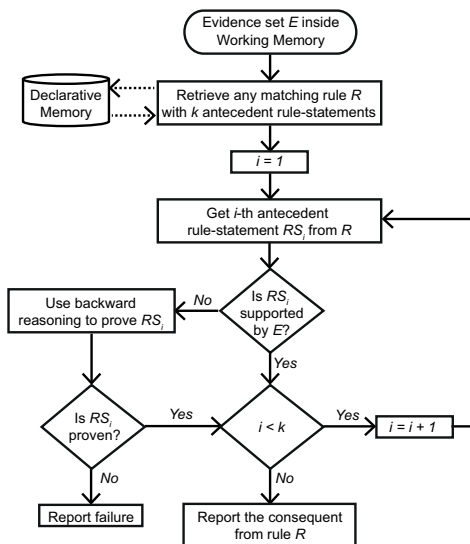 Evidence set E inside
Working Memory
Declarative
Memory
Retrieve any matching rule R
with k antecedent rule-statements
i = 1
Get i-th antecedent
rule-statement RSi from R
Use backward
reasoning to prove RSi
No
Is RSi
supported
by E?
Yes
Is RSi
proven?
Yes
i < k
Yes
i = i + 1
No
No
Report failure
Report the consequent
from rule R